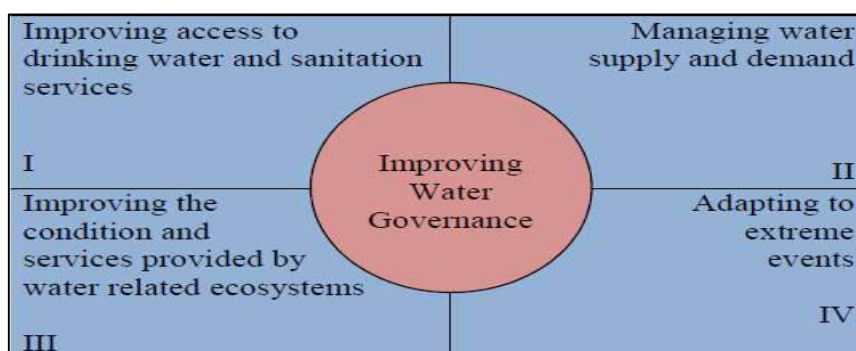 Improving access to
drinking water and sanitation
services
I
Managing water
supply and demand
II
Improving
Water
Governance
Improving the
condition and
services provided by
water related ecosystems
III
Adapting to
extreme
events
IV